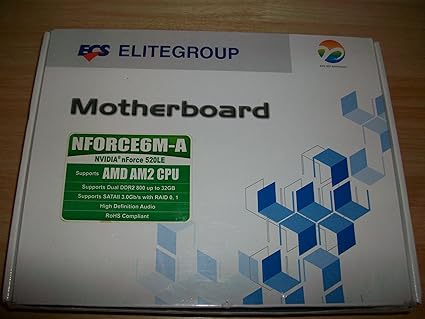 ECS ELITEGROUP
Motherboard
NFORCE6M-A
NVIDIA® nForce 520LE
Supports AMD AM2 CPU
Supports Dual DDR2 800 up to 32GB
Supports SATAII 3.0Gb/s with RAID 0, 1
High Definition Audio
RoHS Compliant